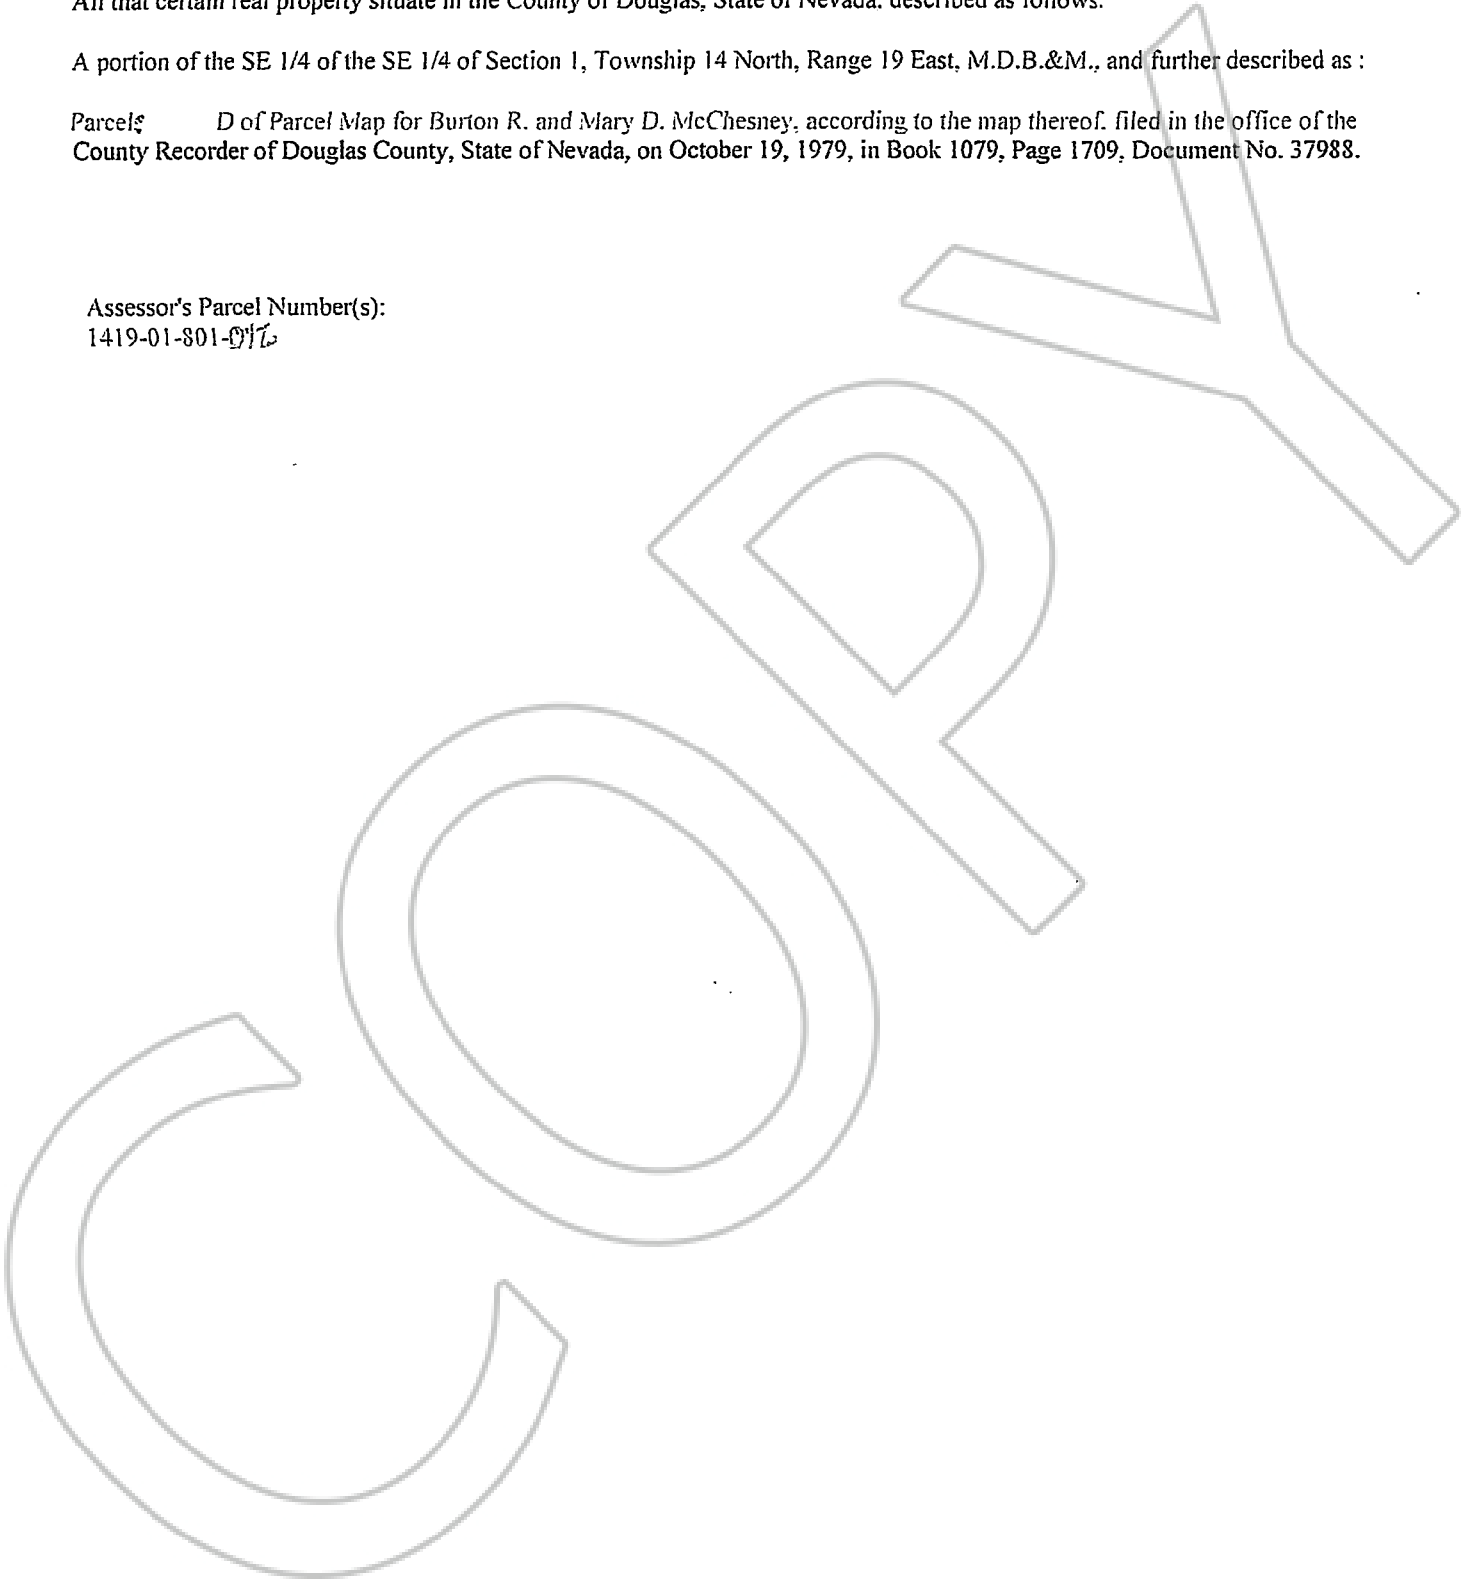 All that certain real property situate in the County of Douglas, State of Nevada, described as follows:
A portion of the SE 1/4 of the SE 1/4 of Section 1, Township 14 North, Range 19 East, M.D.B.&M., and further described as :
Parcels D of Parcel Map for Burton R. and Mary D. McChesney, according to the map thereof, filed in the office of the
County Recorder of Douglas County, State of Nevada, on October 19, 1979, in Book 1079, Page 1709, Document No. 37988.
Assessor's Parcel Number(s):
1419-01-801-
COPY